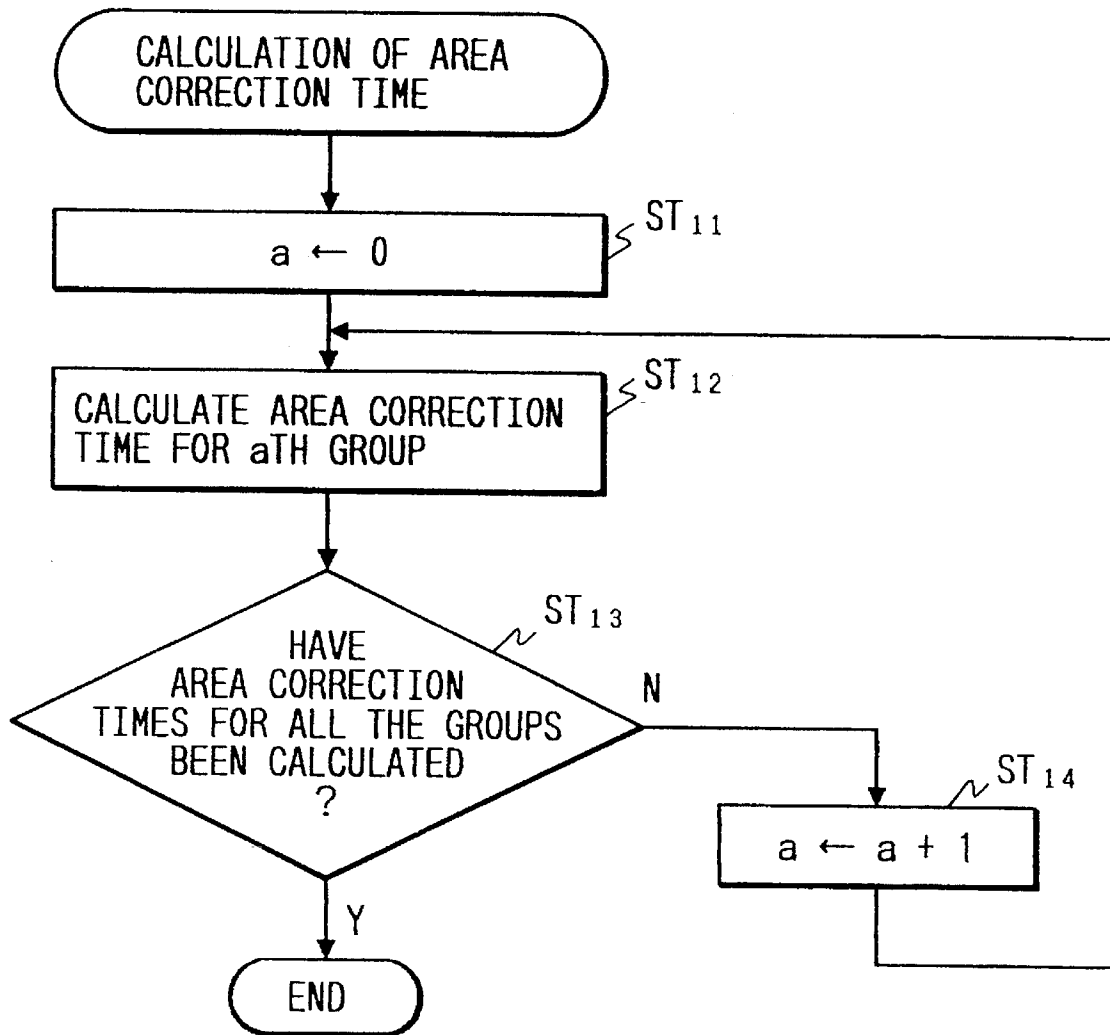 CALCULATION OF AREA
CORRECTION TIME
ST11
a ← 0
ST12
CALCULATE AREA CORRECTION
TIME FOR aTH GROUP
ST13
HAVE
AREA CORRECTION
TIMES FOR ALL THE GROUPS
BEEN CALCULATED
?
N
ST14
a ← a + 1
Y
END